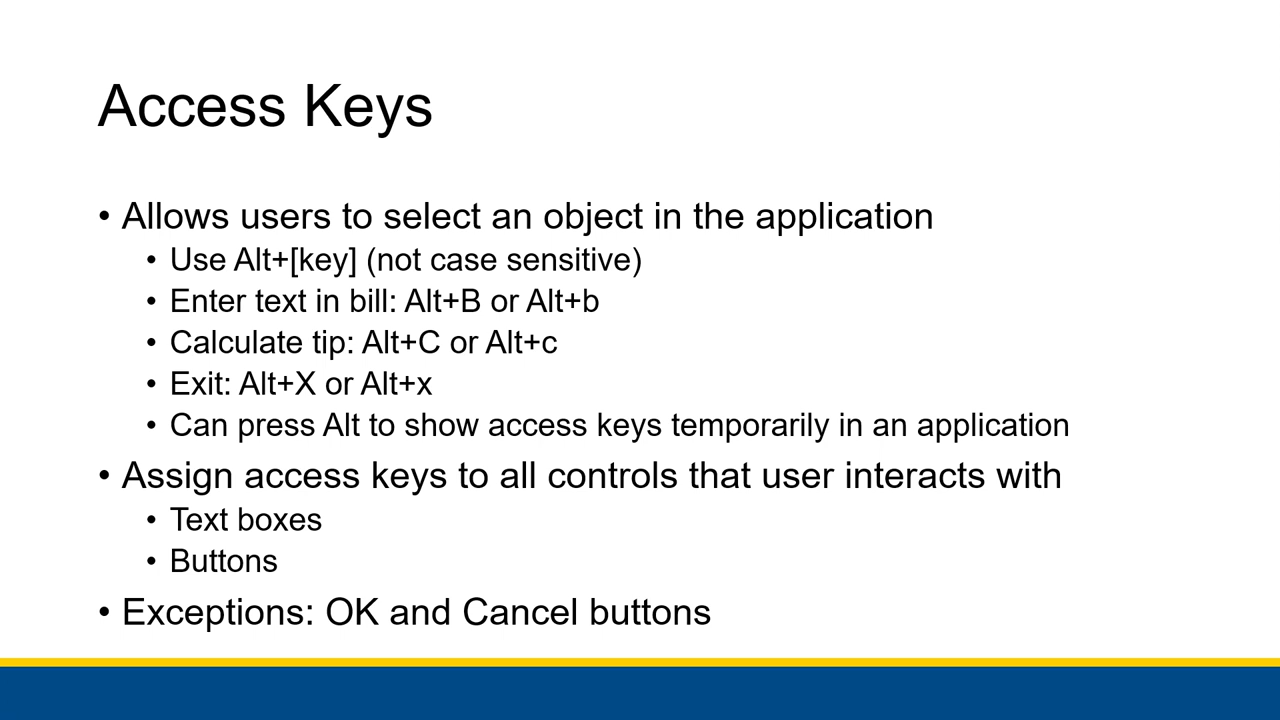 Access Keys
• Allows users to select an object in the application
• Use Alt+[key] (not case sensitive)
• Enter text in bill: Alt+B or Alt+b
• Calculate tip: Alt+C or Alt+c
• Exit: Alt+X or Alt+x
• Can press Alt to show access keys temporarily in an application
• Assign access keys to all controls that user interacts with
• Text boxes
• Buttons
• Exceptions: OK and Cancel buttons